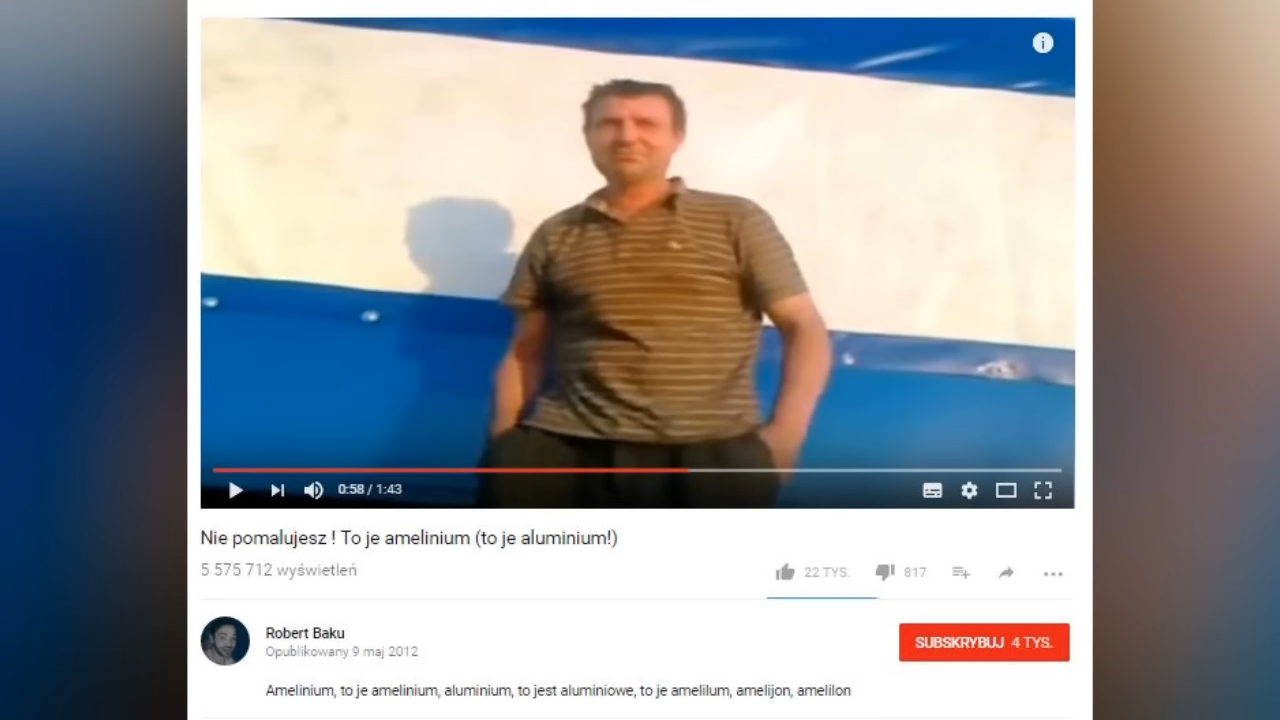 0:58 / 1:43
Nie pomalujesz ! To je amelinium (to je aluminium!)
5 575 712 wyświetleń
22 TYS. 817
Robert Baku
Opublikowany 9 maj 2012
SUBSKRYBUJ 4 TYS.
Amelinium, to je amelinium, aluminium, to jest aluminiowe, to je amelilum, amelijon, amelilon